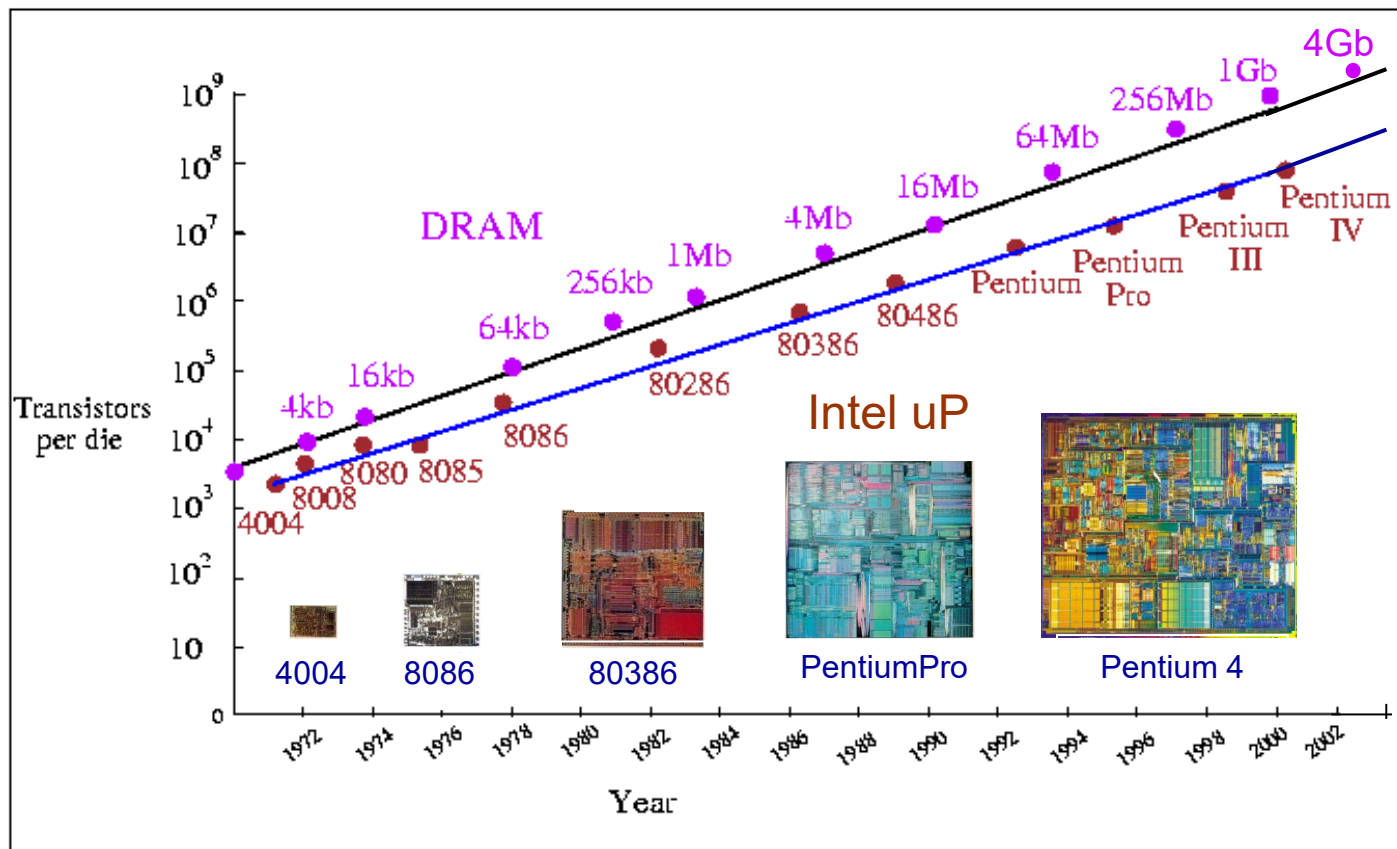 4Gb
1Gb
256Mb
64Mb
16Mb
4Mb
1Mb
256kb
64kb
16kb
4kb
DRAM
10⁹
10⁸
10⁷
10⁶
10⁵
10⁴
10³
10²
10
0
Transistors
per die
4004
8008
8080
8085
8086
80286
80386
80486
Pentium
Pentium
Pro
Pentium
III
Pentium
IV
Intel uP
4004
8086
80386
PentiumPro
Pentium 4
1972
1974
1976
1978
1980
1982
1984
1986
1988
1990
1992
1994
1996
1998
2000
2002
Year